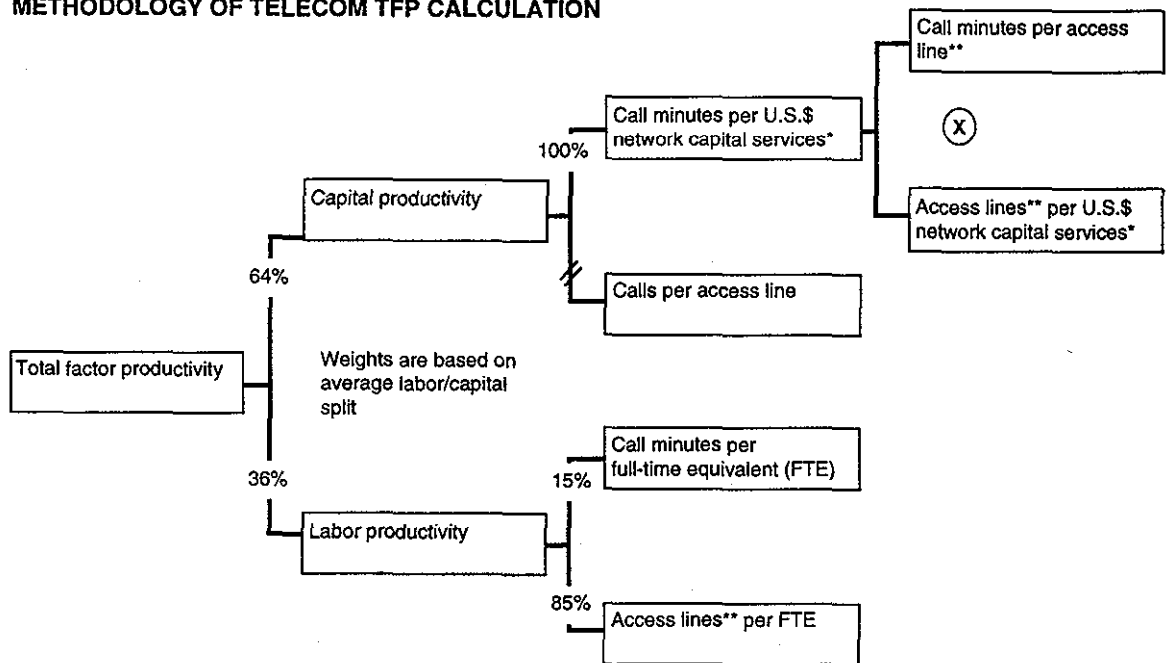 METHODOLOGY OF TELECOM TFP CALCULATION
Call minutes per access
line**
Call minutes per U.S.$
network capital services*
X
100%
Capital productivity
Access lines** per U.S.$
network capital services*
64%
Calls per access line
Total factor productivity
Weights are based on
average labor/capital
split
Call minutes per
full-time equivalent (FTE)
15%
36%
Labor productivity
85%
Access lines** per FTE